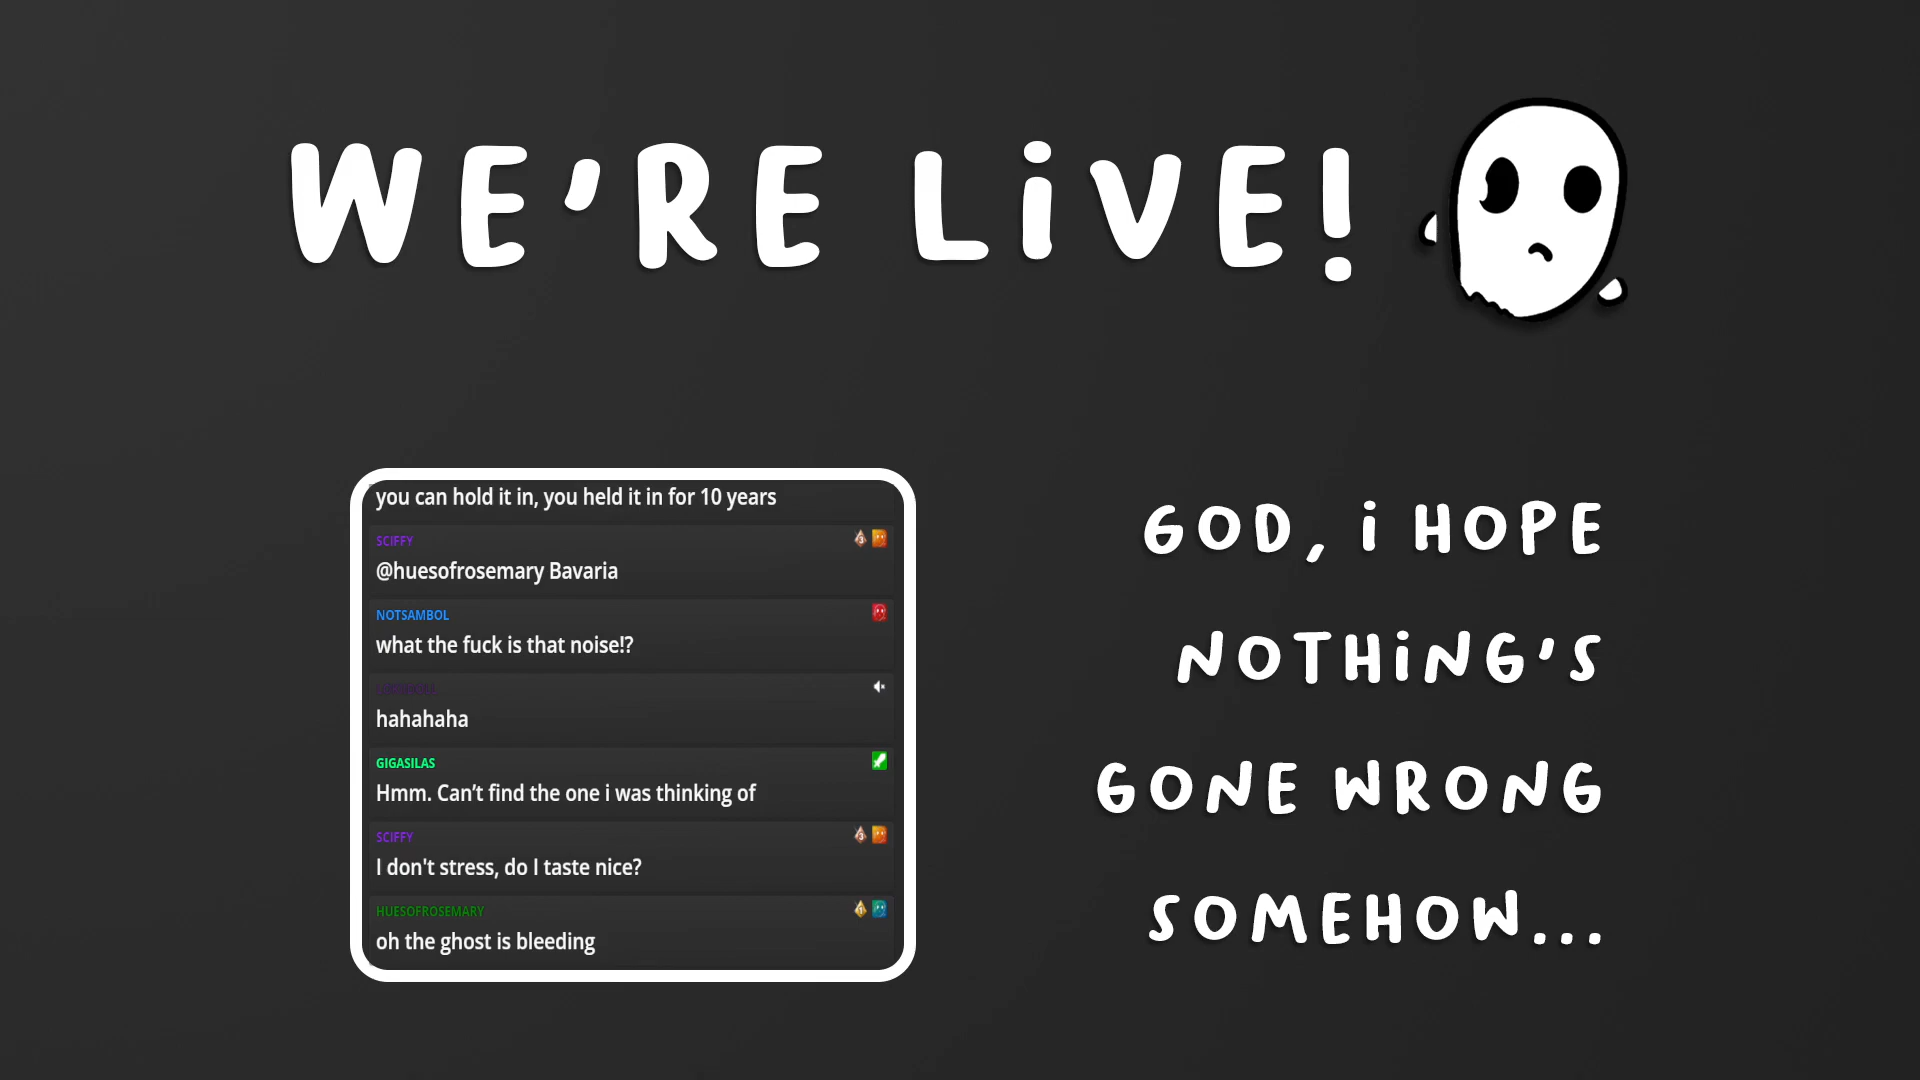 WE'RE LiVE!
you can hold it in, you held it in for 10 years
SCIFFY
@huesofrosemary Bavaria
NOTSAMBOL
what the fuck is that noise!?
hahahaha
GIGASILAS
Hmm. Can't find the one i was thinking of
SCIFFY
I don't stress, do I taste nice?
HUESOFROSEMARY
oh the ghost is bleeding
GOD, i HOPE
NOTHiNG'S
GONE WRONG
SOMEHOW...